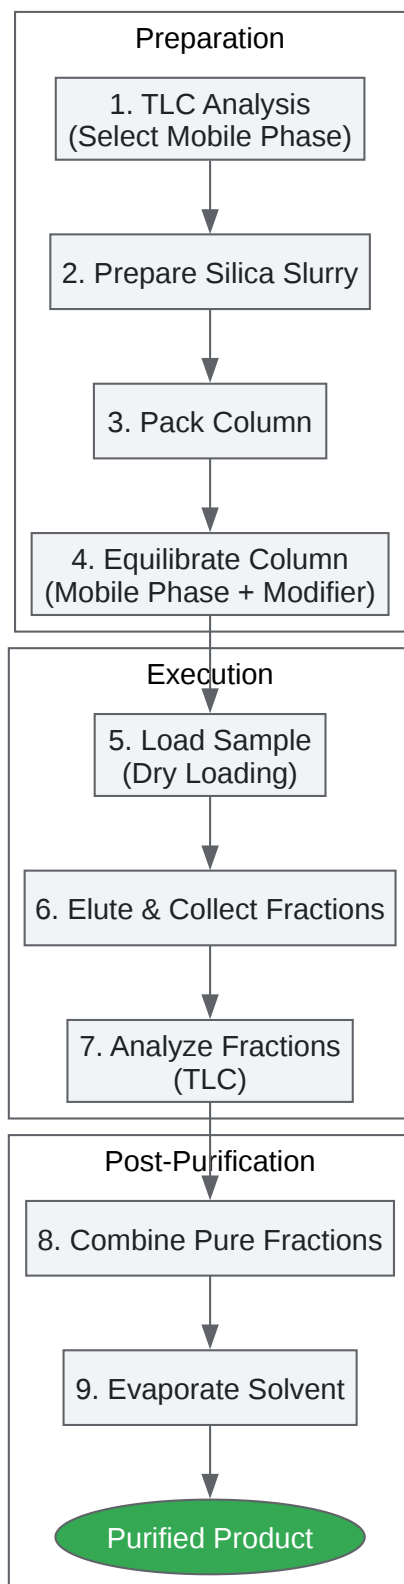 Preparation
1. TLC Analysis
(Select Mobile Phase)
2. Prepare Silica Slurry
3. Pack Column
4. Equilibrate Column
(Mobile Phase + Modifier)
Execution
5. Load Sample
(Dry Loading)
6. Elute & Collect Fractions
7. Analyze Fractions
(TLC)
Post-Purification
8. Combine Pure Fractions
9. Evaporate Solvent
Purified Product